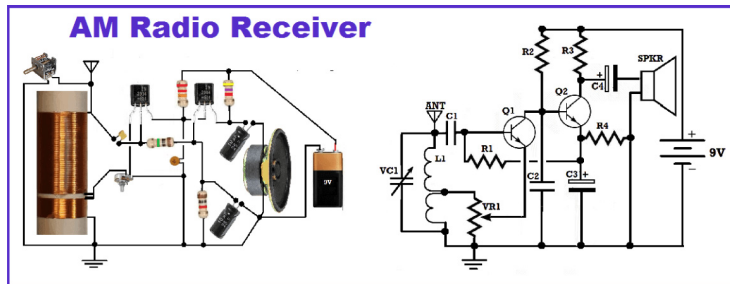 AM Radio Receiver
9V
R2
R3
SPKR
C4
Q2
ANT
C1
Q1
R4
R1
L1
VC1
C2
C3
VR1
9V